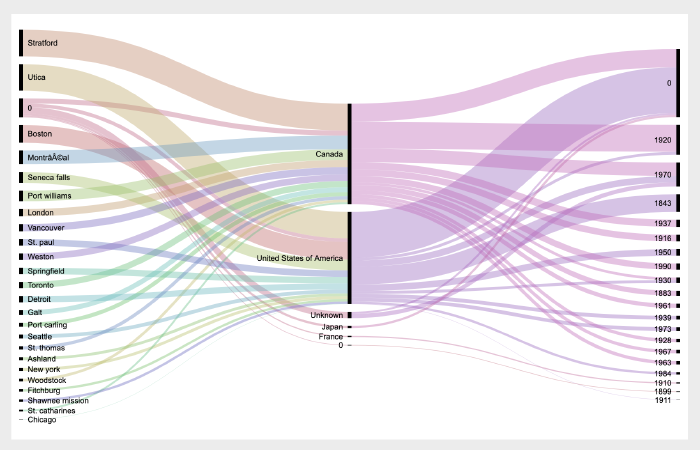 Stratford
Utica
0
Boston
MontrÃÂ©al
Seneca falls
Port williams
London
Vancouver
St. paul
Weston
Springfield
Toronto
Detroit
Galt
Port carling
Seattle
St. thomas
Ashland
New york
Woodstock
Fitchburg
Shawnee mission
St. catharines
Chicago
Canada
United States of America
Unknown
Japan
France
0
0
1920
1970
1843
1937
1916
1950
1990
1930
1883
1961
1939
1973
1928
1967
1963
1984
1910
1899
1911